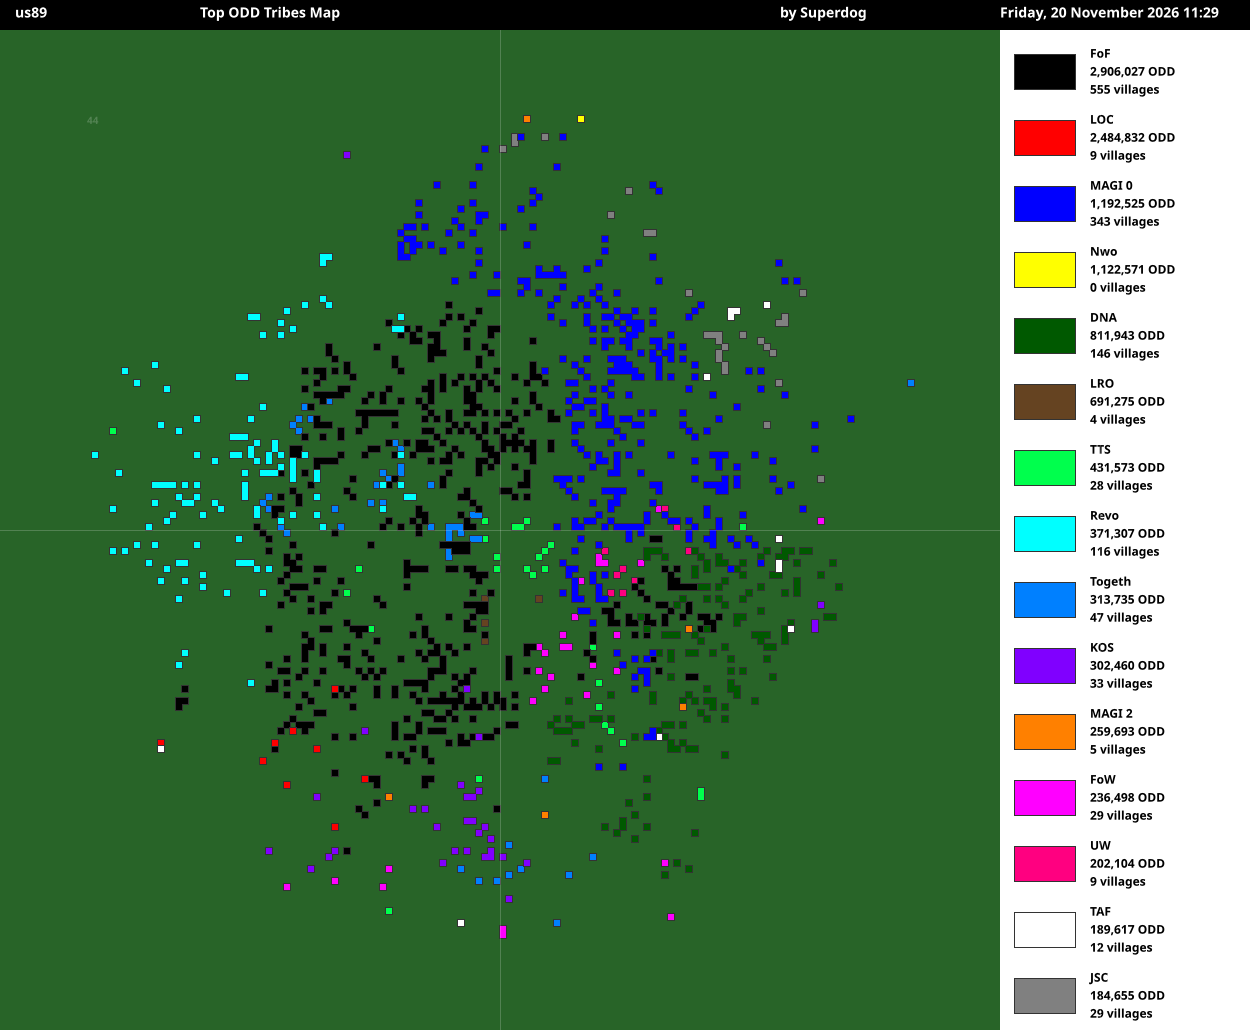 us89
Top ODD Tribes Map
by Superdog
Friday, 20 November 2026 11:29
44
FoF
2,906,027 ODD
555 villages
LOC
2,484,832 ODD
9 villages
MAGI 0
1,192,525 ODD
343 villages
Nwo
1,122,571 ODD
0 villages
DNA
811,943 ODD
146 villages
LRO
691,275 ODD
4 villages
TTS
431,573 ODD
28 villages
Revo
371,307 ODD
116 villages
Togeth
313,735 ODD
47 villages
KOS
302,460 ODD
33 villages
MAGI 2
259,693 ODD
5 villages
FoW
236,498 ODD
29 villages
UW
202,104 ODD
9 villages
TAF
189,617 ODD
12 villages
JSC
184,655 ODD
29 villages